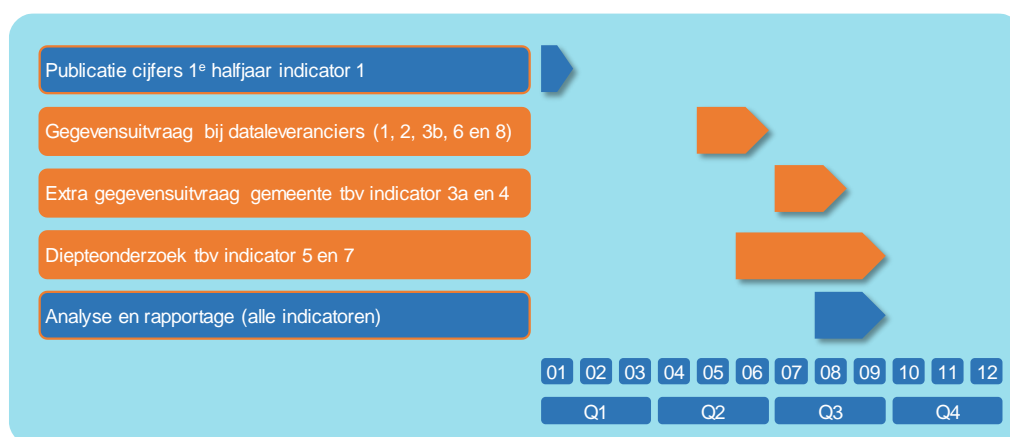 Publicatie cijfers 1e halfjaar indicator 1
Gegevensuitvraag bij dataleveranciers (1, 2, 3b, 6 en 8)
Extra gegevensuitvraag gemeente tbv indicator 3a en 4
Diepteonderzoek tbv indicator 5 en 7
Analyse en rapportage (alle indicatoren)
01 02 03 04 05 06 07 08 09 10 11 12
Q1 Q2 Q3 Q4